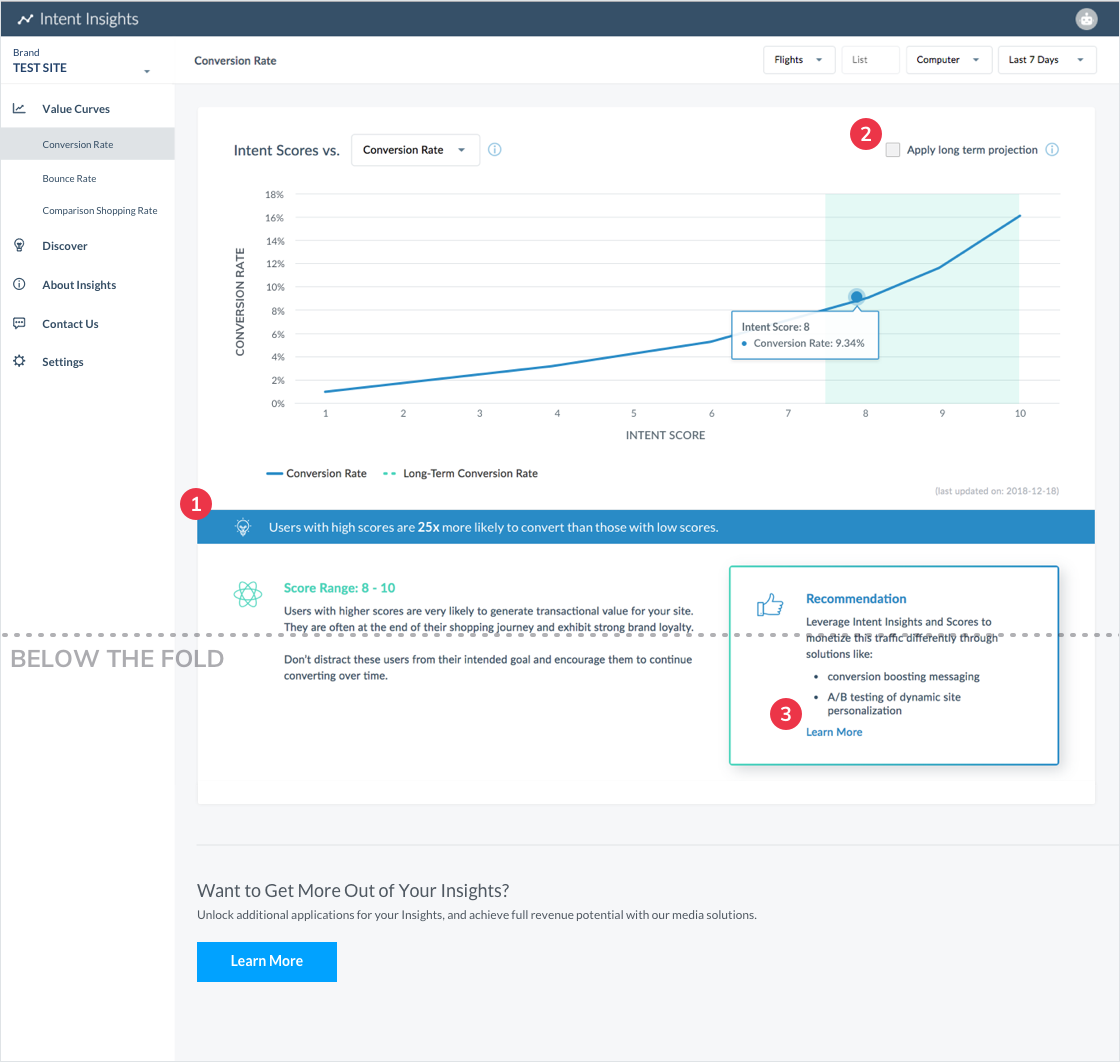 Intent Insights
Brand
TEST SITE
Conversion Rate
Flights
List
Computer
Last 7 Days
Value Curves
Conversion Rate
Bounce Rate
Comparison Shopping Rate
Discover
About Insights
Contact Us
Settings
2
Intent Scores vs.
Conversion Rate
Apply long term projection
18%
16%
14%
12%
10%
8%
6%
4%
2%
0%
CONVERSION RATE
Intent Score: 8
Conversion Rate: 9.34%
1 2 3 4 5 6 7 8 9 10
INTENT SCORE
Conversion Rate
Long-Term Conversion Rate
(last updated on: 2018-12-18)
1
Users with high scores are 25x more likely to convert than those with low scores.
Score Range: 8 - 10
Users with higher scores are very likely to generate transactional value for your site.
They are often at the end of their shopping journey and exhibit strong brand loyalty.
Don't distract these users from their intended goal and encourage them to continue
converting over time.
Recommendation
Leverage Intent Insights and Scores to
monetize this traffic differently through
solutions like:
• conversion boosting messaging
• A/B testing of dynamic site
personalization
3
Learn More
BELOW THE FOLD
Want to Get More Out of Your Insights?
Unlock additional applications for your Insights, and achieve full revenue potential with our media solutions.
Learn More